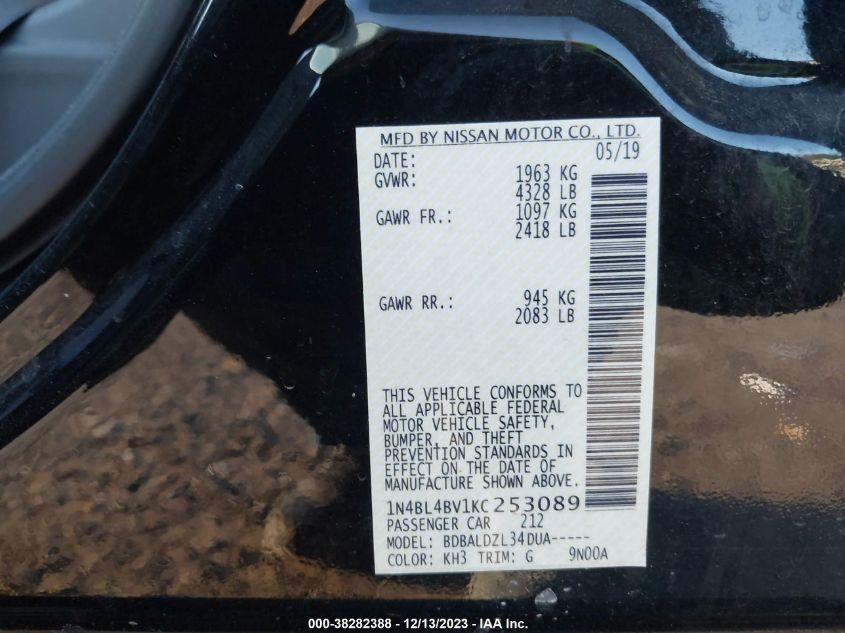 MFD BY NISSAN MOTOR CO., LTD.
DATE: 05/19
GVWR: 1963 KG
4328 LB
GAWR FR.: 1097 KG
2418 LB
GAWR RR.: 945 KG
2083 LB
THIS VEHICLE CONFORMS TO
ALL APPLICABLE FEDERAL
MOTOR VEHICLE SAFETY,
BUMPER, AND THEFT
PREVENTION STANDARDS IN
EFFECT ON THE DATE OF
MANUFACTURE SHOWN ABOVE.
1N4BL4BV1KC253089
PASSENGER CAR 212
MODEL: BDBALDZL34DUA-----
COLOR: KH3 TRIM: G 9N00A
000-38282388 - 12/13/2023 - IAA Inc.